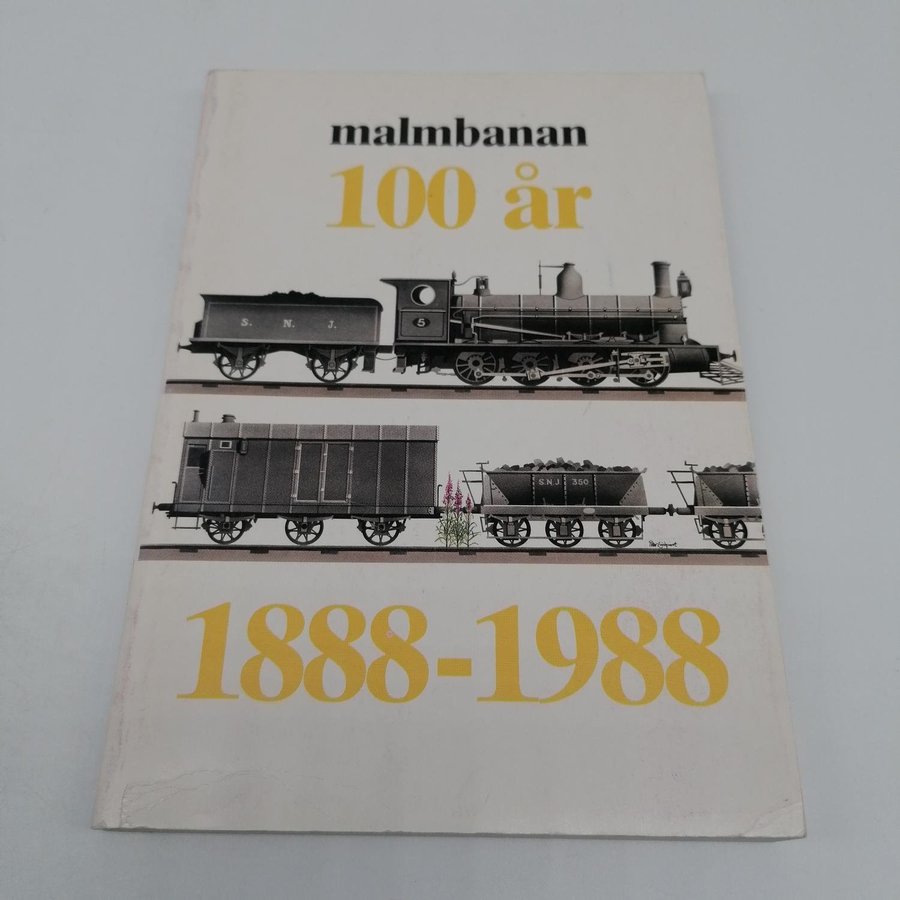 malmbanan
100 år
S. N. J.
5
S.N.J. 350
1888-1988